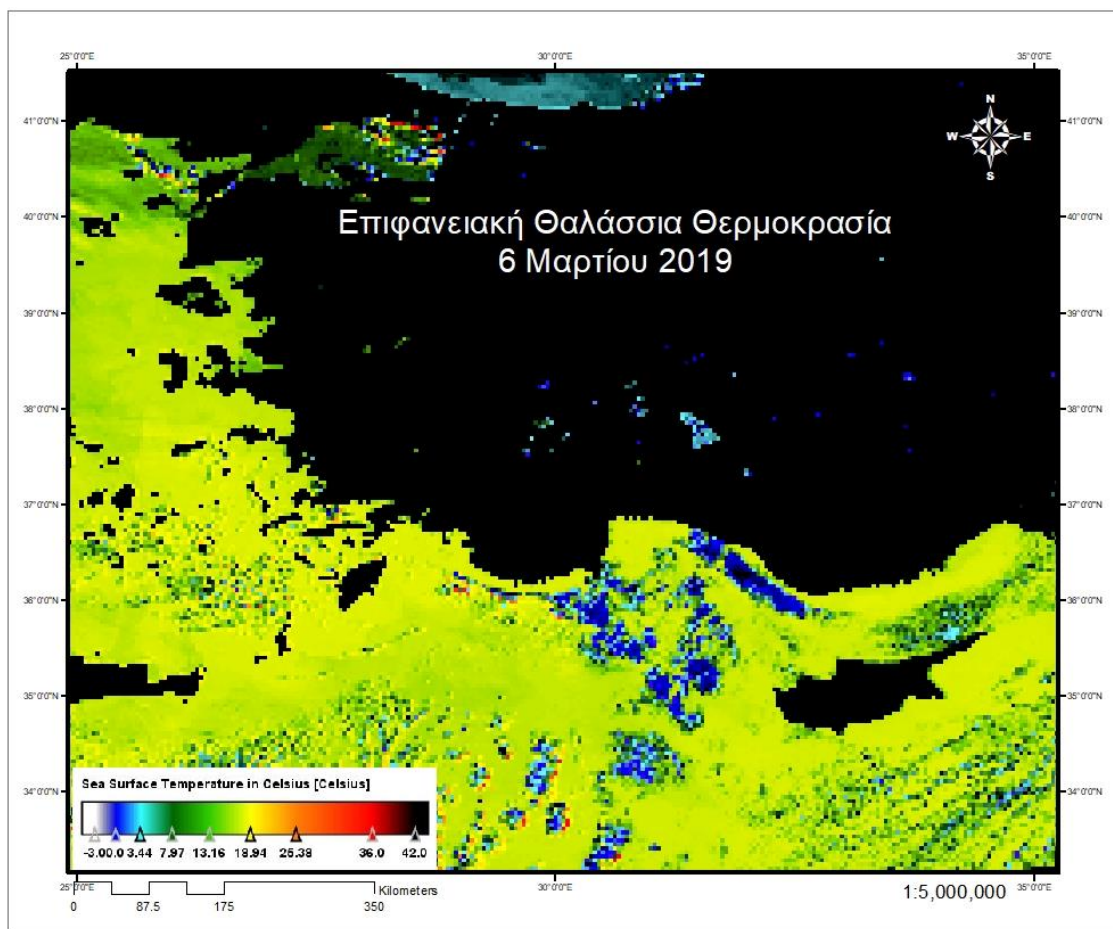 25°0'0"E 30°0'0"E 35°0'0"E
N
W E
S
41°0'0"N 41°0'0"N
40°0'0"N 40°0'0"N
Επιφανειακή Θαλάσσια Θερμοκρασία
6 Μαρτίου 2019
39°0'0"N 39°0'0"N
38°0'0"N 38°0'0"N
37°0'0"N 37°0'0"N
36°0'0"N 36°0'0"N
35°0'0"N 35°0'0"N
34°0'0"N 34°0'0"N
Sea Surface Temperature in Celsius [Celsius]
-3.00.0 3.44 7.97 13.16 18.94 25.38 36.0 42.0
25°0'0"E 30°0'0"E 35°0'0"E
Kilometers
0 87.5 175 350
1:5,000,000